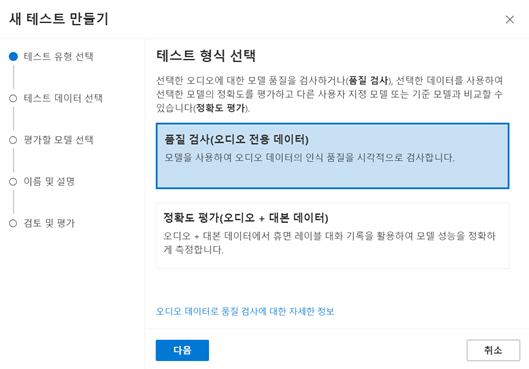 새 테스트 만들기
테스트 유형 선택
테스트 데이터 선택
평가할 모델 선택
이름 및 설명
검토 및 평가
테스트 형식 선택
선택한 오디오에 대한 모델 품질을 검사하거나(품질 검사), 선택한 데이터를 사용하여
선택한 모델의 정확도를 평가하고 다른 사용자 지정 모델 또는 기준 모델과 비교할 수
있습니다(정확도 평가).
품질 검사(오디오 전용 데이터)
모델을 사용하여 오디오 데이터의 인식 품질을 시각적으로 검사합니다.
정확도 평가(오디오 + 대본 데이터)
오디오 + 대본 데이터에서 휴먼 레이블 대화 기록을 활용하여 모델 성능을 정확하
게 측정합니다.
오디오 데이터로 품질 검사에 대한 자세한 정보
다음
취소